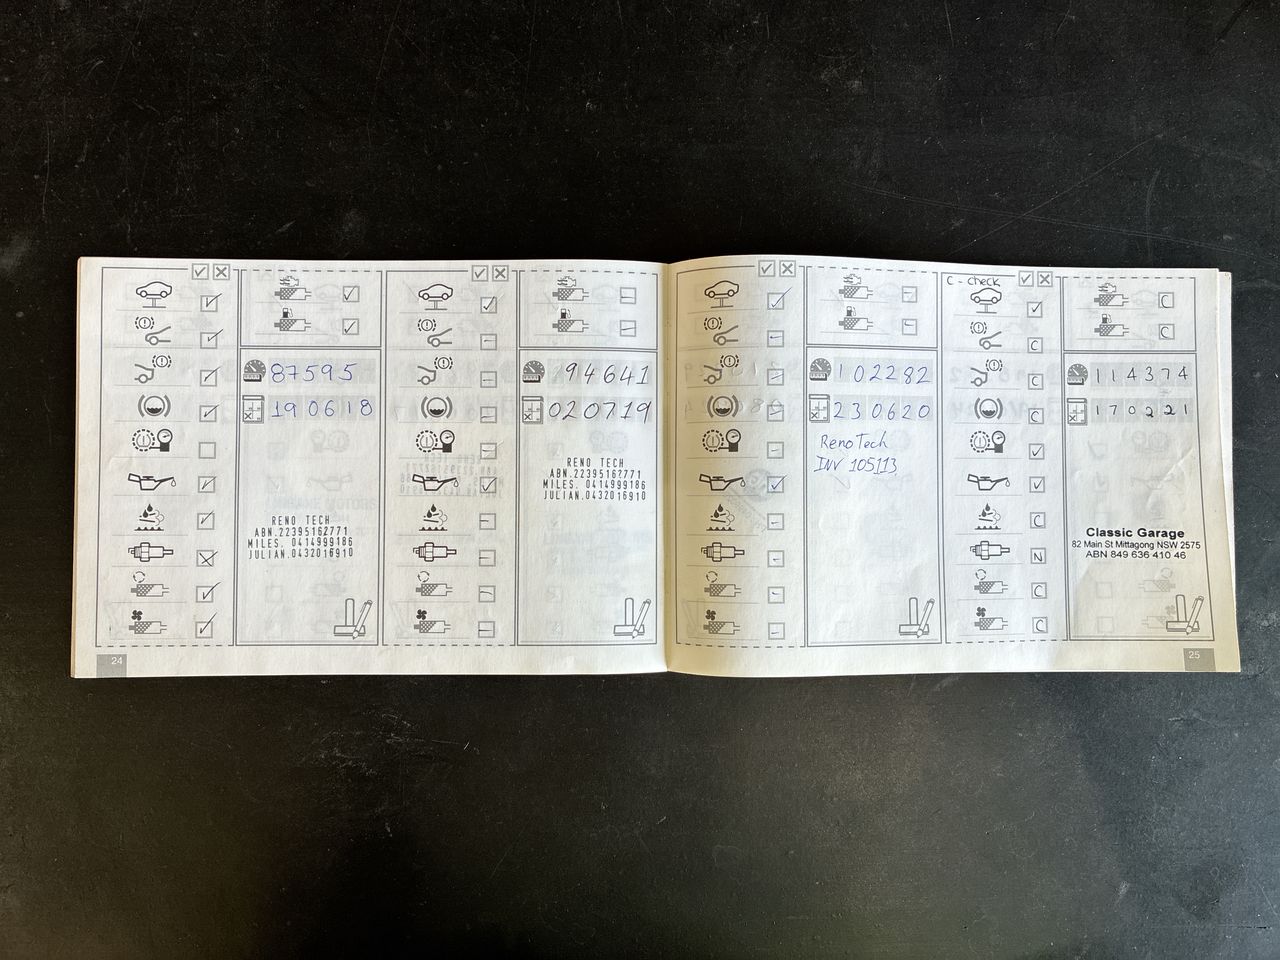 87595
190618
RENO TECH
ABN.22395162771
MILES. 0414999186
JULIAN.0432016910
24
94641
020719
RENO TECH
ABN.22395162771
MILES. 0414999186
JULIAN.0432016910
102282
230620
Reno Tech
INV 105113
C - check
C
C
C
C
C
C
N
C
C
114374
170221
Classic Garage
82 Main St Mittagong NSW 2575
ABN 849 636 410 46
25